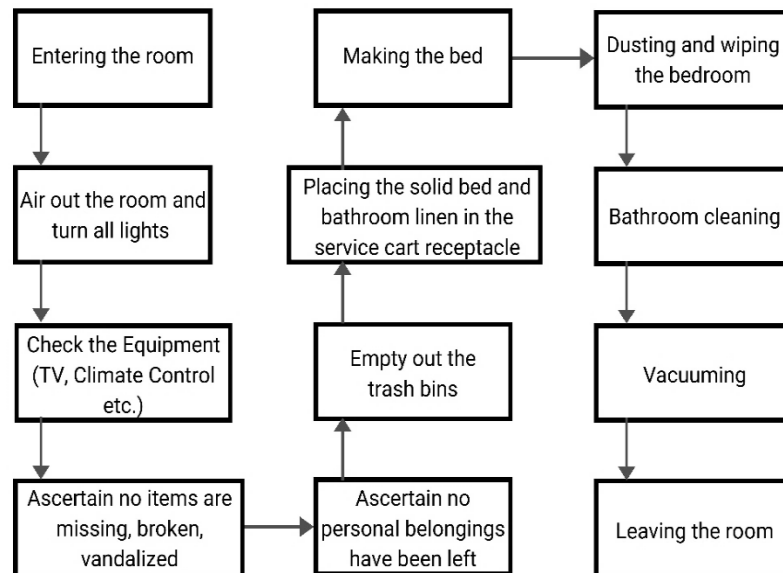 Entering the room
Air out the room and
turn all lights
Check the Equipment
(TV, Climate Control
etc.)
Ascertain no items are
missing, broken,
vandalized
Ascertain no
personal belongings
have been left
Empty out the
trash bins
Placing the solid bed and
bathroom linen in the
service cart receptacle
Making the bed
Dusting and wiping
the bedroom
Bathroom cleaning
Vacuuming
Leaving the room